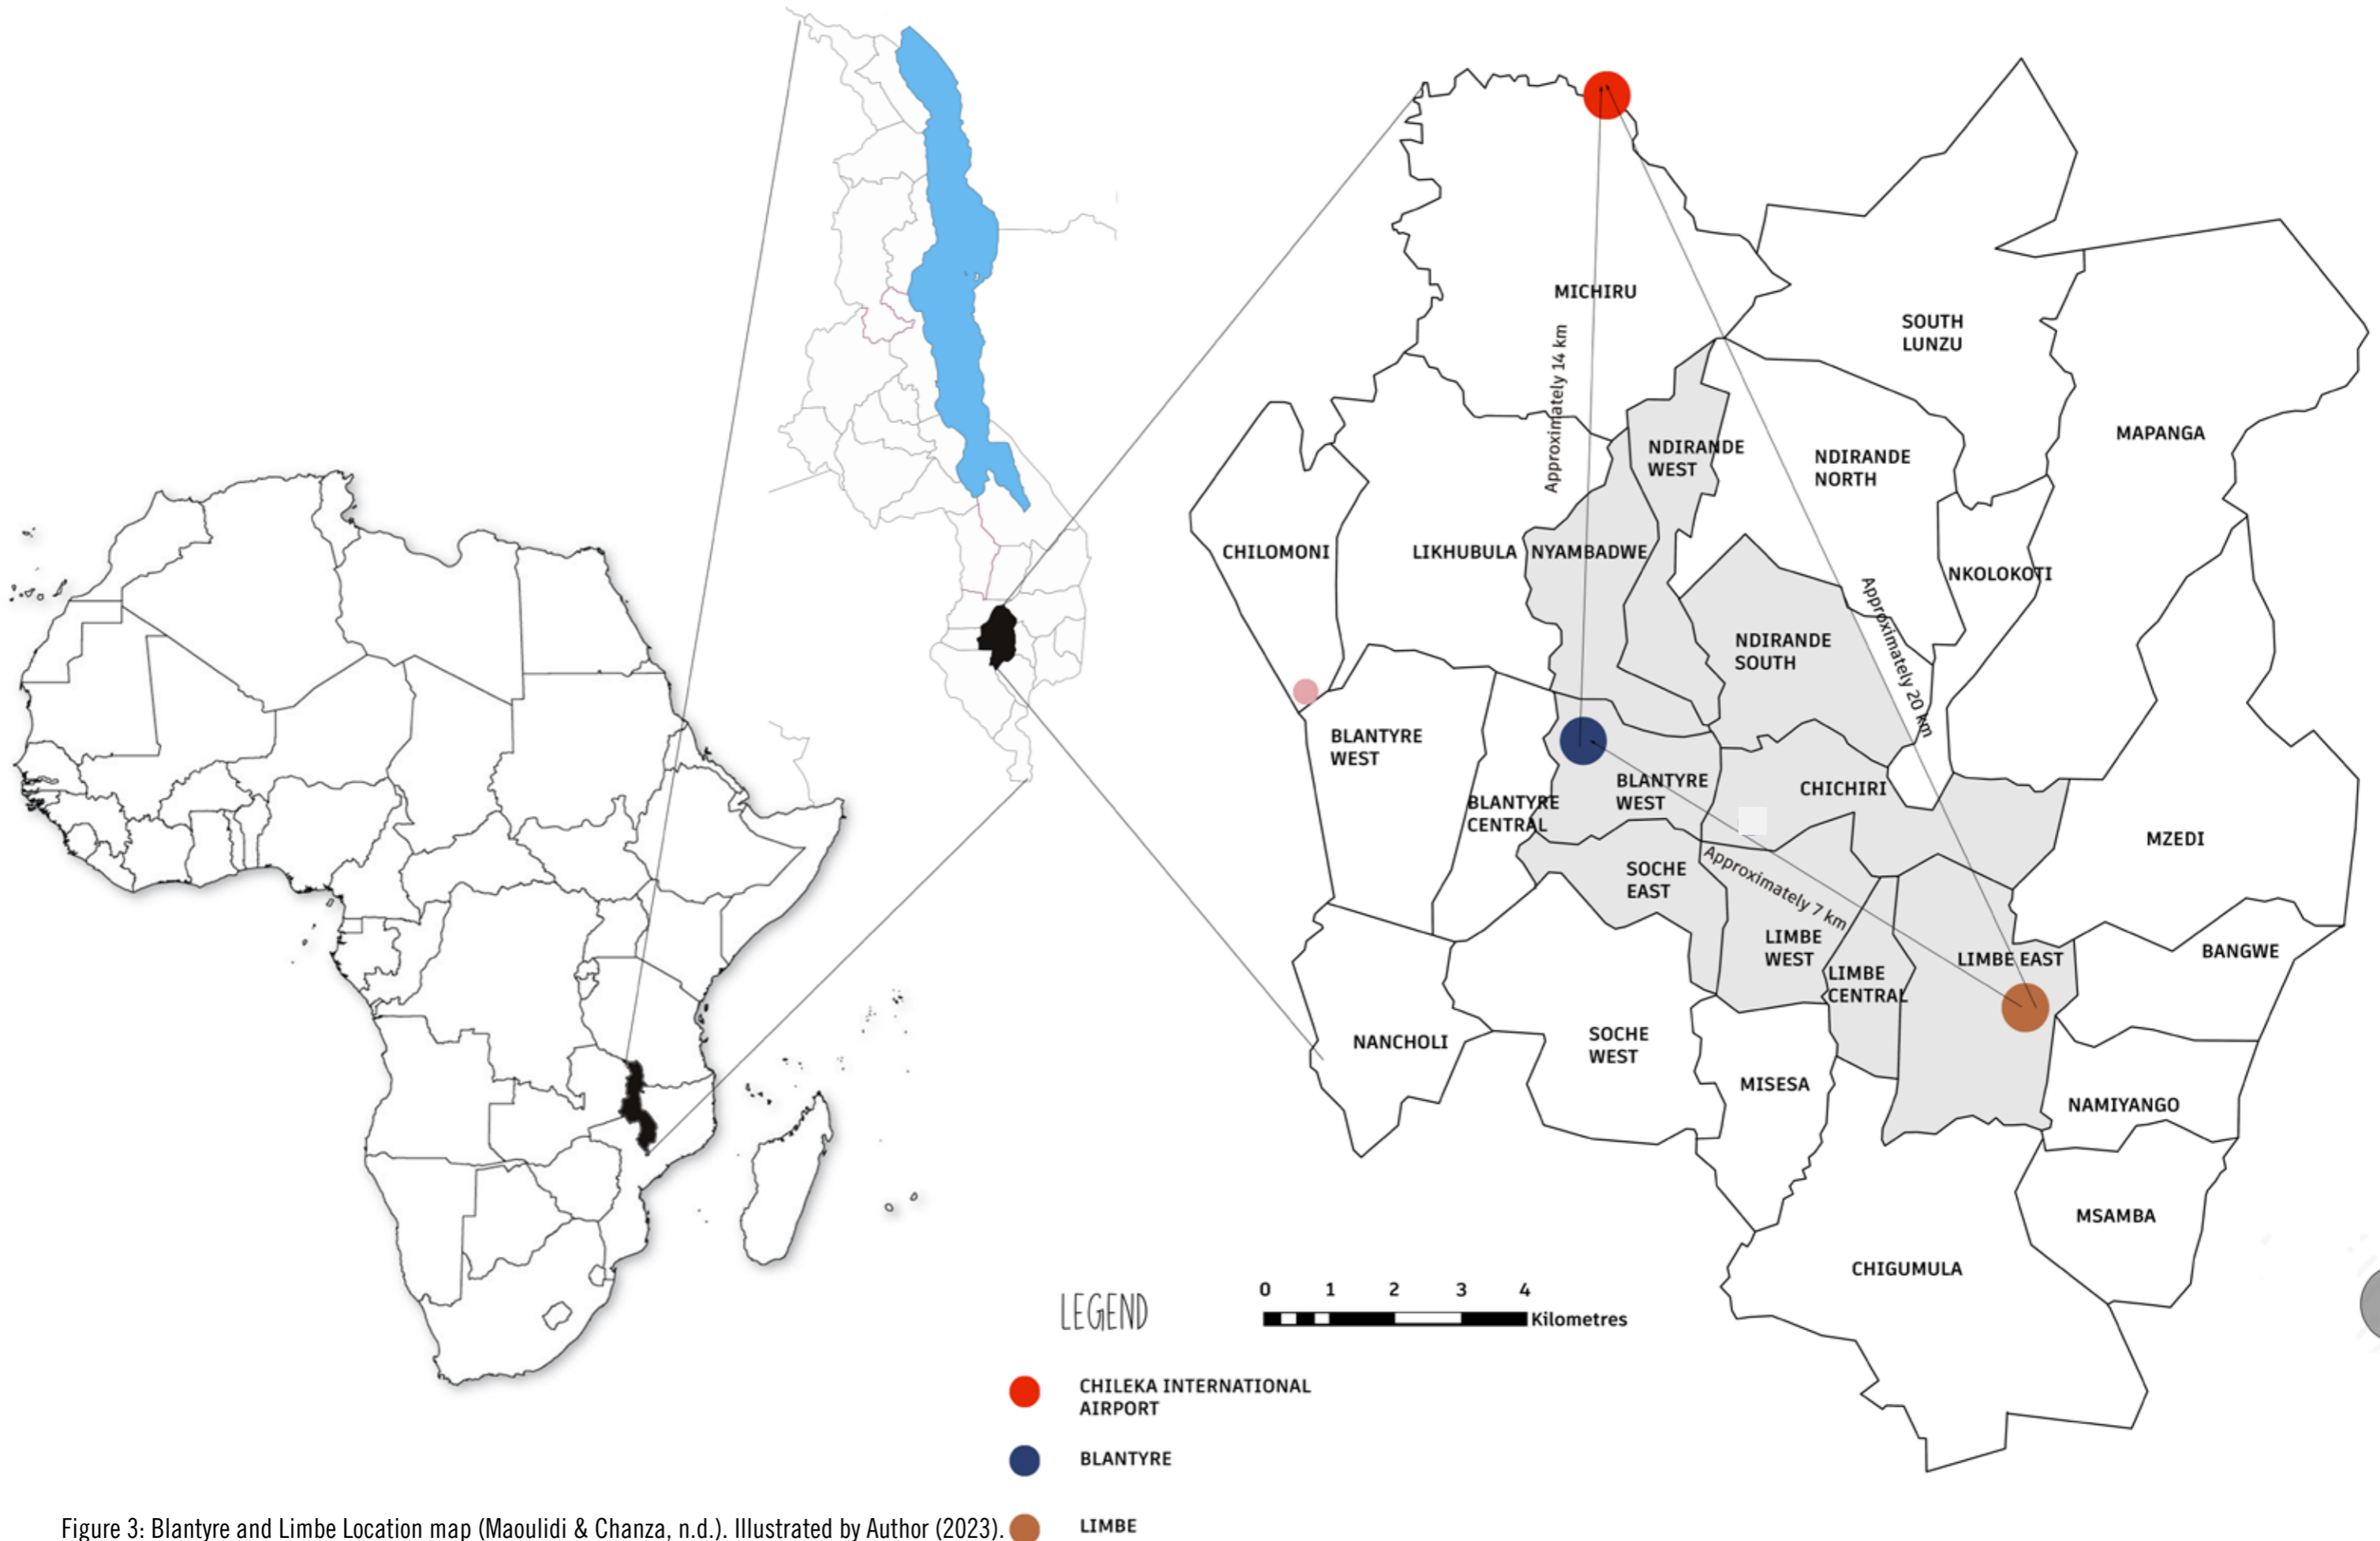 MICHIRU
SOUTH
LUNZU
Approximately 14 km
MAPANGA
NDIRANDE
WEST
NDIRANDE
NORTH
CHILOMONI
LIKHUBULA
NYAMBADWE
NKOLOKOTI
Approximately 20 km
NDIRANDE
SOUTH
BLANTYRE
WEST
BLANTYRE
WEST
CHICHIRI
BLANTYRE
CENTRAL
MZEDI
SOCHE
EAST
Approximately 7 km
LIMBE
WEST
LIMBE EAST
BANGWE
LIMBE
CENTRAL
NANCHOLI
SOCHE
WEST
MISESA
NAMIYANGO
MSAMBA
CHIGUMULA
0 1 2 3 4
Kilometres
LEGEND
CHILEKA INTERNATIONAL
AIRPORT
BLANTYRE
LIMBE
Figure 3: Blantyre and Limbe Location map (Maoulidi & Chanza, n.d.). Illustrated by Author (2023).